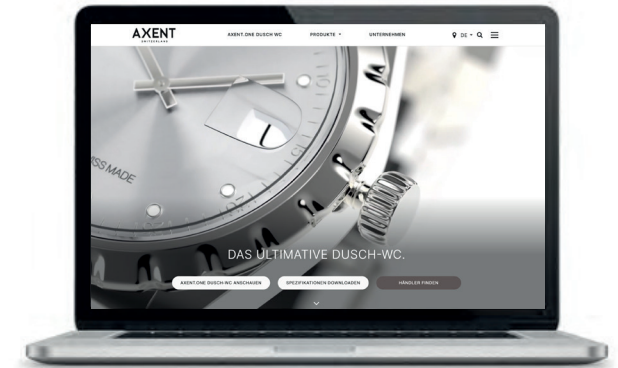 AXENT
SWITZERLAND
AXENT.ONE DUSCH WC
PRODUKTE
UNTERNEHMEN
DE
SWISS MADE
DAS ULTIMATIVE DUSCH-WC.
AXENT.ONE DUSCH-WC ANSCHAUEN
SPEZIFIKATIONEN DOWNLOADEN
HÄNDLER FINDEN